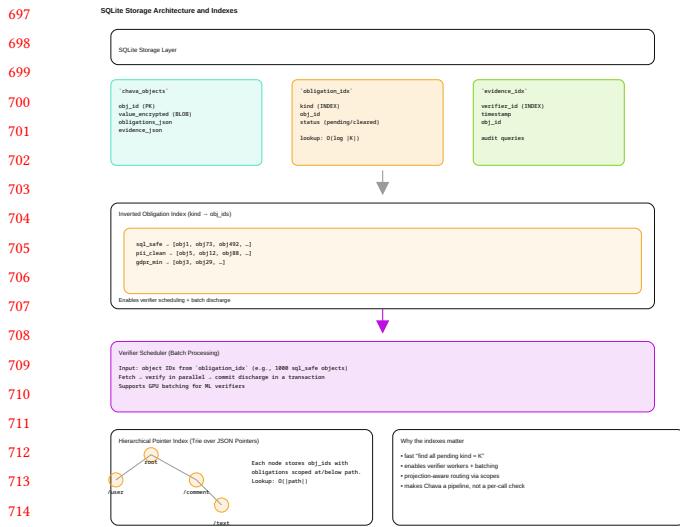 697
698
699
700
701
702
703
704
705
706
707
708
709
710
711
712
713
714
SQLite Storage Architecture and Indexes
SQLite Storage Layer
`chava_objects`
obj_id (PK)
value_encrypted (BLOB)
obligations_json
evidence_json
`obligation_idx`
kind (INDEX)
obj_id
status (pending/cleared)
lookup: O(log |K|)
`evidence_idx`
verifier_id (INDEX)
timestamp
obj_id
audit queries
Inverted Obligation Index (kind → obj_ids)
sql_safe → [obj1, obj73, obj492, …]
pii_clean → [obj5, obj12, obj88, …]
gdpr_min → [obj3, obj29, …]
Enables verifier scheduling + batch discharge
Verifier Scheduler (Batch Processing)
Input: object IDs from `obligation_idx` (e.g., 1000 sql_safe objects)
Fetch → verify in parallel → commit discharge in a transaction
Supports GPU batching for ML verifiers
Hierarchical Pointer Index (Trie over JSON Pointers)
root
/user
/comment
/text
Each node stores obj_ids with
obligations scoped at/below path.
Lookup: O(|path|)
Why the indexes matter
• fast "find all pending kind = K"
• enables verifier workers + batching
• projection-aware routing via scopes
• makes Chava a pipeline, not a per-call check